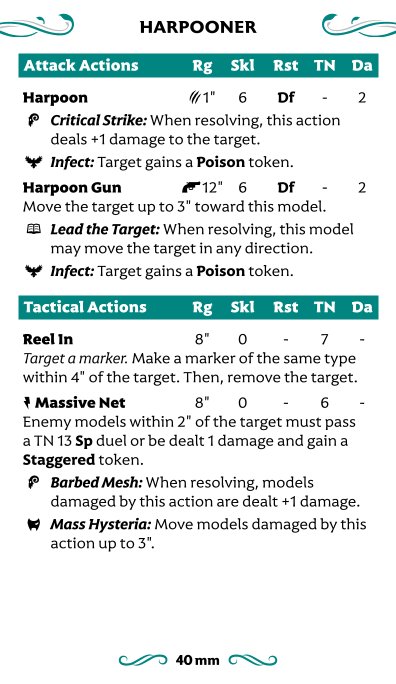 HARPOONER
Attack Actions Rg Skl Rst TN Da
Harpoon 1" 6 Df - 2
Critical Strike: When resolving, this action
deals +1 damage to the target.
Infect: Target gains a Poison token.
Harpoon Gun 12" 6 Df - 2
Move the target up to 3" toward this model.
Lead the Target: When resolving, this model
may move the target in any direction.
Infect: Target gains a Poison token.
Tactical Actions Rg Skl Rst TN Da
Reel In 8" 0 - 7 -
Target a marker. Make a marker of the same type
within 4" of the target. Then, remove the target.
Massive Net 8" 0 - 6 -
Enemy models within 2" of the target must pass
a TN 13 Sp duel or be dealt 1 damage and gain a
Staggered token.
Barbed Mesh: When resolving, models
damaged by this action are dealt +1 damage.
Mass Hysteria: Move models damaged by this
action up to 3".
40 mm